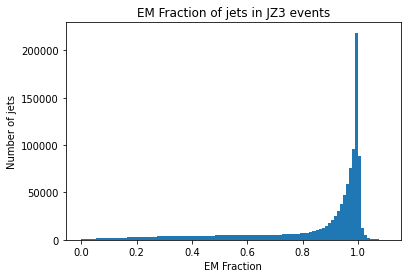 EM Fraction of jets in JZ3 events
200000
150000
100000
50000
0
Number of jets
0.0 0.2 0.4 0.6 0.8 1.0
EM Fraction